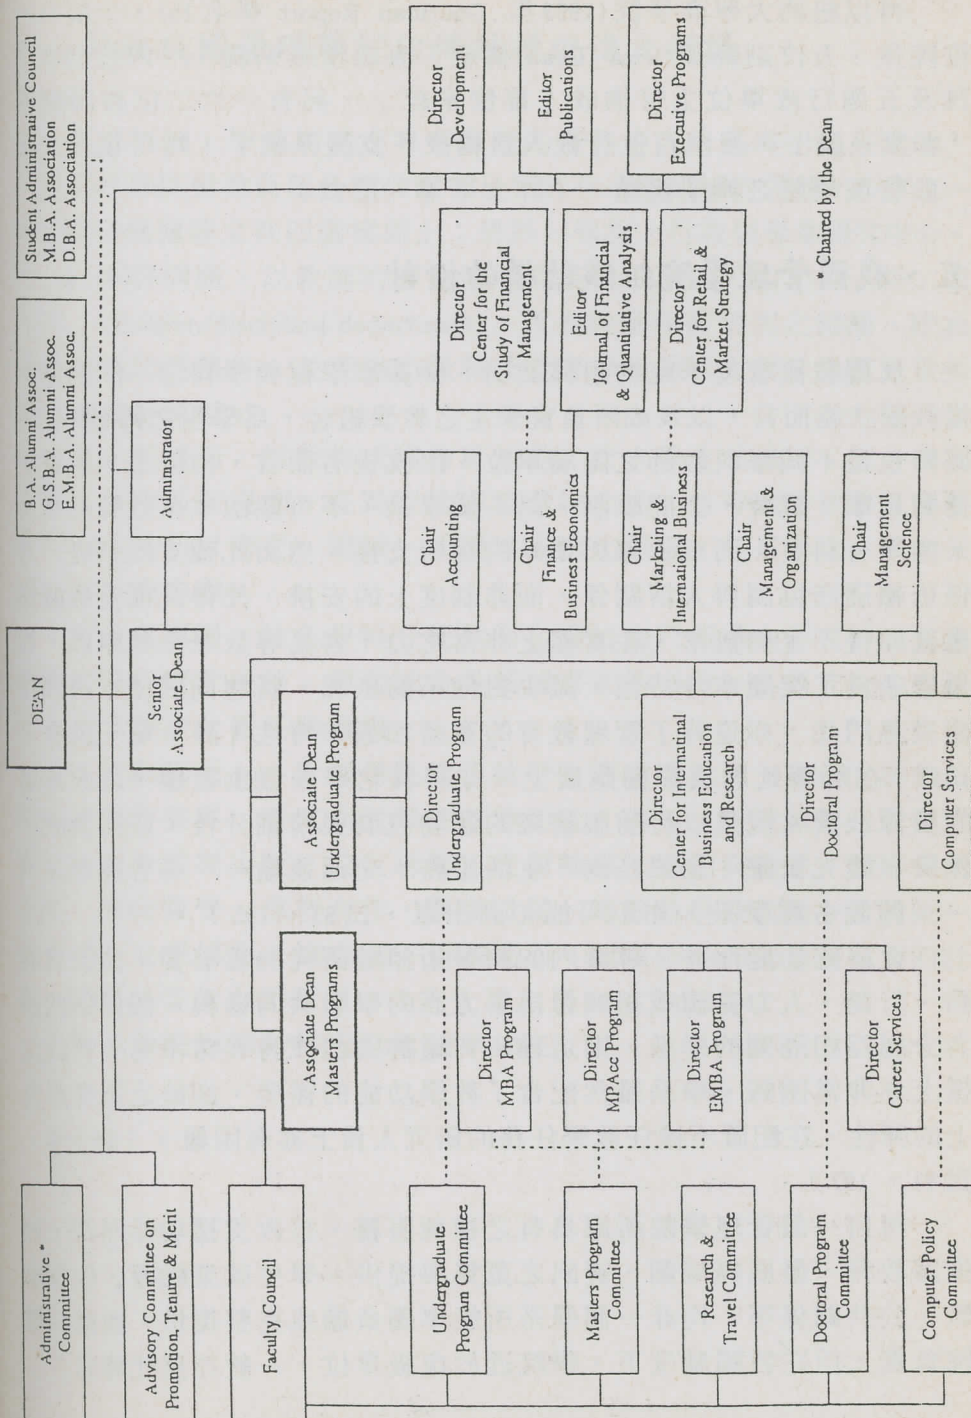 DEAN
Administrative *
Committee
Advisory Committee on
Promotion, Tenure & Merit
Faculty Council
B.A. Alumni Assoc.
G.S.B.A. Alumni Assoc.
E.M.B.A. Alumni Assoc.
Student Administrative Council
M.B.A. Association
D.B.A. Association
Senior
Associate Dean
Administrator
Associate Dean
Masters Programs
Associate Dean
Undergraduate Program
Undergraduate
Program Committee
Masters Program
Committee
Research &
Travel Committee
Doctoral Program
Committee
Computer Policy
Committee
Director
MBA Program
Director
MPAcc Program
Director
EMBA Program
Director
Career Services
Director
Undergraduate Program
Director
Center for Internatinal
Business Education
and Research
Director
Doctoral Program
Director
Computer Services
Chair
Accounting
Chair
Finance &
Business Economics
Chair
Marketing &
International Business
Chair
Management &
Organization
Chair
Management
Science
Director
Center for the
Study of Financial
Management
Editor
Journal of Financial
& Quantitative Analysis
Director
Center for Retail &
Market Strategy
Director
Development
Editor
Publications
Director
Executive Programs
* Chaired by the Dean